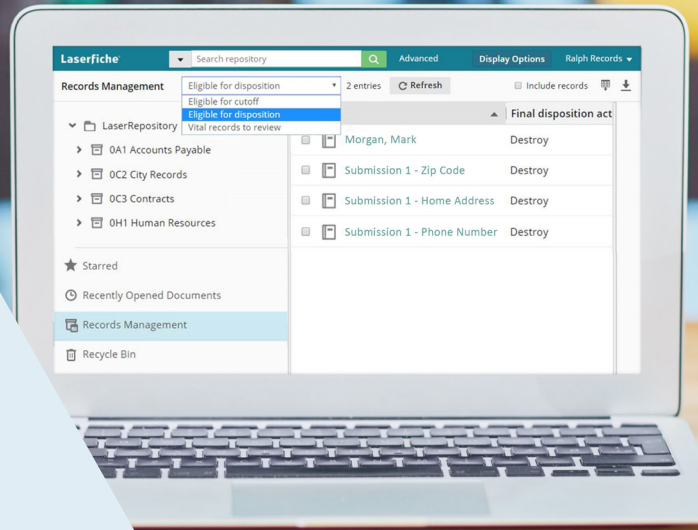 Laserfiche
Search repository
Advanced
Display Options
Ralph Records
Records Management
Eligible for disposition
2 entries
Refresh
Include records
Eligible for cutoff
Eligible for disposition
Vital records to review
Final disposition act
LaserRepository
0A1 Accounts Payable
0C2 City Records
0C3 Contracts
0H1 Human Resources
Morgan, Mark
Destroy
Submission 1 - Zip Code
Destroy
Submission 1 - Home Address
Destroy
Submission 1 - Phone Number
Destroy
Starred
Recently Opened Documents
Records Management
Recycle Bin